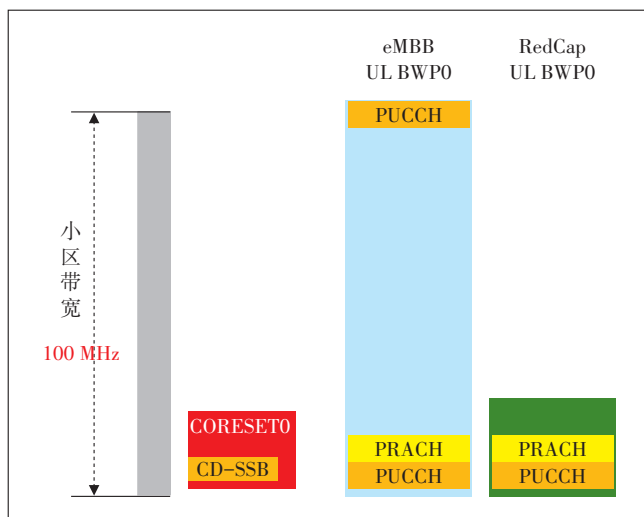 eMBB
UL BWP0
RedCap
UL BWP0
PUCCH
小区带宽
100 MHz
CORESET0
CD-SSB
PRACH
PUCCH
PRACH
PUCCH